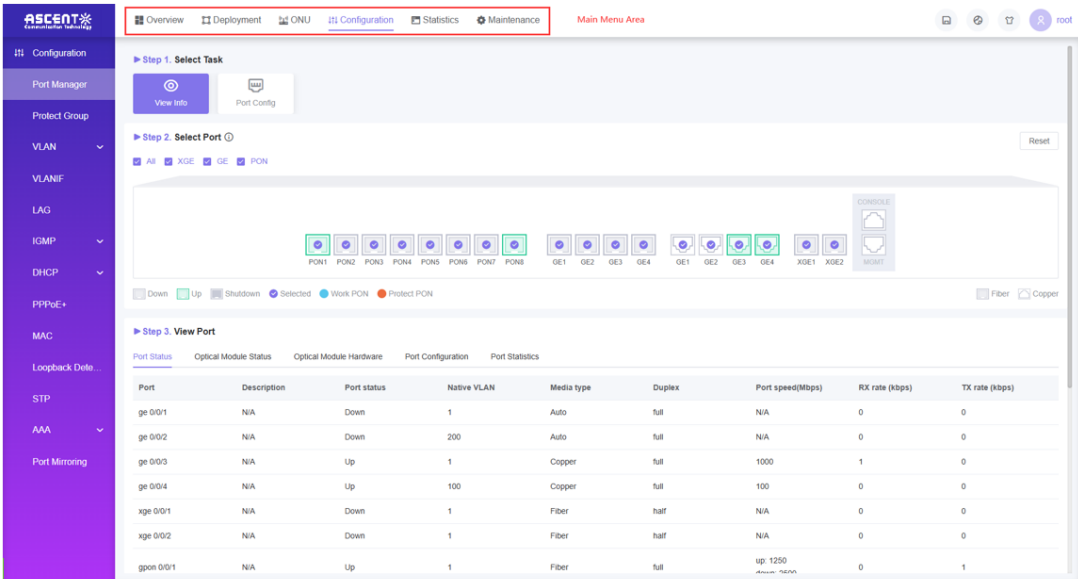 ASCENT
Communication Technology
Overview Deployment ONU Configuration Statistics Maintenance Main Menu Area root
Configuration
Port Manager
Protect Group
VLAN
VLANIF
LAG
IGMP
DHCP
PPPoE+
MAC
Loopback Dete...
STP
AAA
Port Mirroring
Step 1. Select Task
View Info Port Config
Step 2. Select Port
Reset
All XGE GE PON
CONSOLE
PON1 PON2 PON3 PON4 PON5 PON6 PON7 PON8 GE1 GE2 GE3 GE4 GE1 GE2 GE3 GE4 XGE1 XGE2 MGMT
Down Up Shutdown Selected Work PON Protect PON Fiber Copper
Step 3. View Port
Port Status Optical Module Status Optical Module Hardware Port Configuration Port Statistics
Port Description Port status Native VLAN Media type Duplex Port speed(Mbps) RX rate (kbps) TX rate (kbps)
ge 0/0/1 N/A Down 1 Auto full N/A 0 0
ge 0/0/2 N/A Down 200 Auto full N/A 0 0
ge 0/0/3 N/A Up 1 Copper full 1000 1 0
ge 0/0/4 N/A Up 100 Copper full 100 0 0
xge 0/0/1 N/A Down 1 Fiber half N/A 0 0
xge 0/0/2 N/A Down 1 Fiber half N/A 0 0
gpon 0/0/1 N/A Up 1 Fiber full up: 1250 0 1
down: 2500